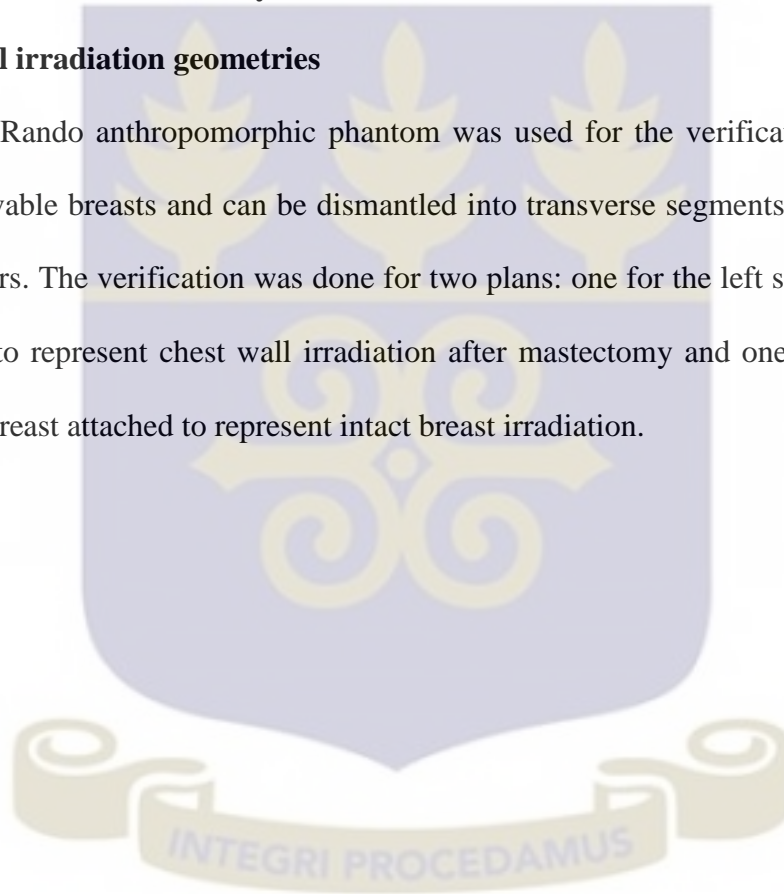 l irradiation geometries
Rando anthropomorphic phantom was used for the verifica
vable breasts and can be dismantled into transverse segments
rs. The verification was done for two plans: one for the left s
to represent chest wall irradiation after mastectomy and one
reast attached to represent intact breast irradiation.
INTEGRI PROCEDAMUS